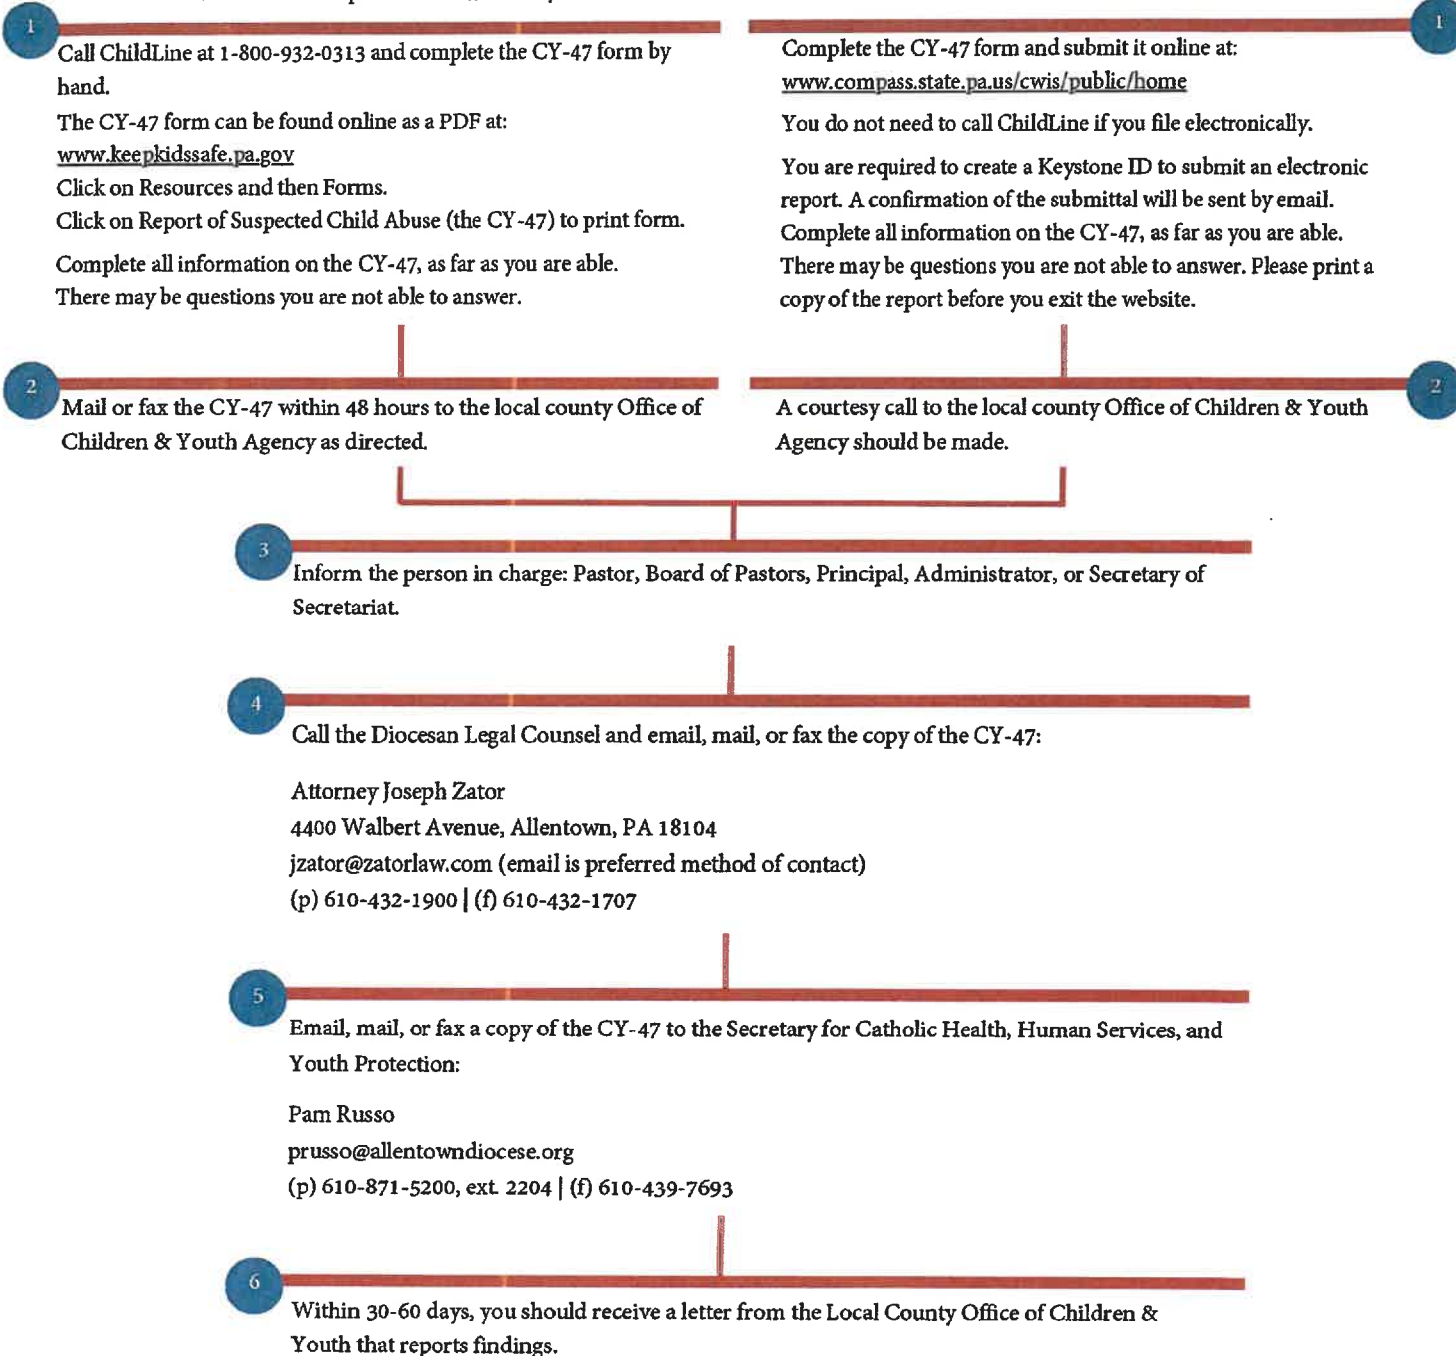 1
Call ChildLine at 1-800-932-0313 and complete the CY-47 form by
hand.
The CY-47 form can be found online as a PDF at:
www.keepkidssafe.pa.gov
Click on Resources and then Forms.
Click on Report of Suspected Child Abuse (the CY-47) to print form.
Complete all information on the CY-47, as far as you are able.
There may be questions you are not able to answer.
1
Complete the CY-47 form and submit it online at:
www.compass.state.pa.us/cwis/public/home
You do not need to call ChildLine if you file electronically.
You are required to create a Keystone ID to submit an electronic
report. A confirmation of the submittal will be sent by email.
Complete all information on the CY-47, as far as you are able.
There may be questions you are not able to answer. Please print a
copy of the report before you exit the website.
2
Mail or fax the CY-47 within 48 hours to the local county Office of
Children & Youth Agency as directed.
2
A courtesy call to the local county Office of Children & Youth
Agency should be made.
3
Inform the person in charge: Pastor, Board of Pastors, Principal, Administrator, or Secretary of
Secretariat.
4
Call the Diocesan Legal Counsel and email, mail, or fax the copy of the CY-47:
Attorney Joseph Zator
4400 Walbert Avenue, Allentown, PA 18104
jzator@zatorlaw.com (email is preferred method of contact)
(p) 610-432-1900 | (f) 610-432-1707
5
Email, mail, or fax a copy of the CY-47 to the Secretary for Catholic Health, Human Services, and
Youth Protection:
Pam Russo
prusso@allentowndiocese.org
(p) 610-871-5200, ext. 2204 | (f) 610-439-7693
6
Within 30-60 days, you should receive a letter from the Local County Office of Children &
Youth that reports findings.